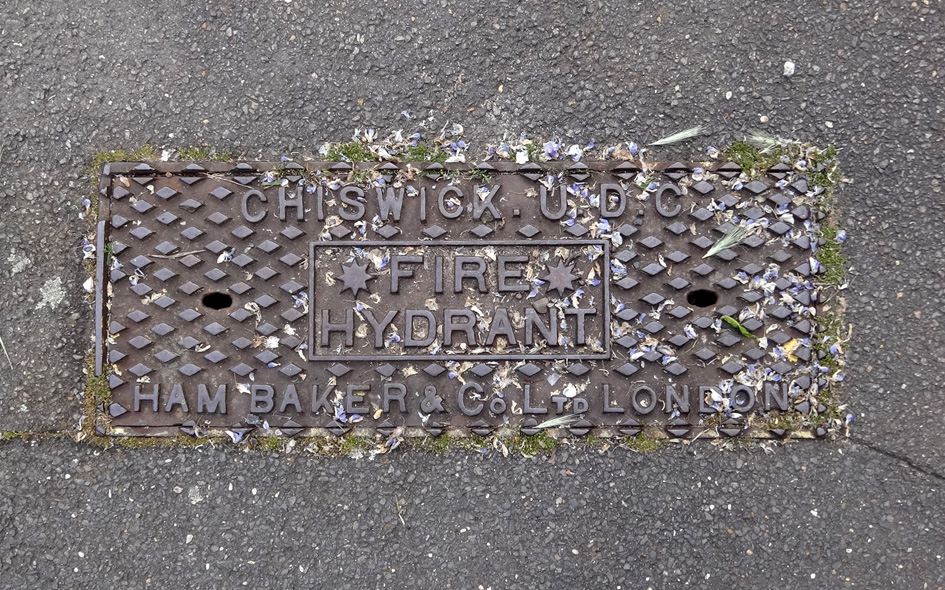 CHISWICK. U.D.C
FIRE
HYDRANT
HAM BAKER & Co LTD LONDON